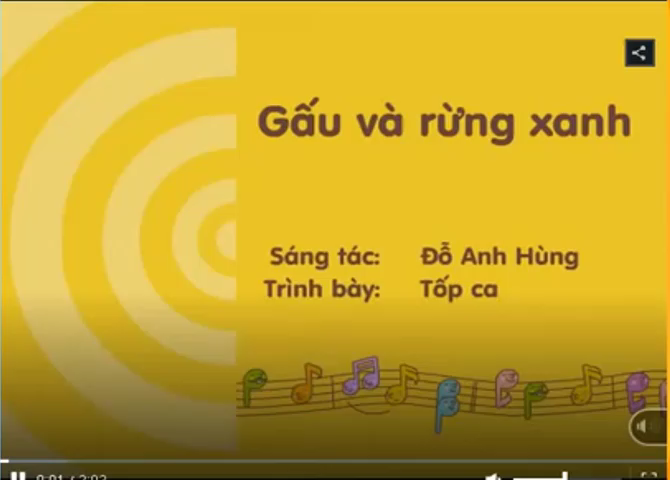 Gấu và rừng xanh
Sáng tác: Đỗ Anh Hùng
Trình bày: Tốp ca